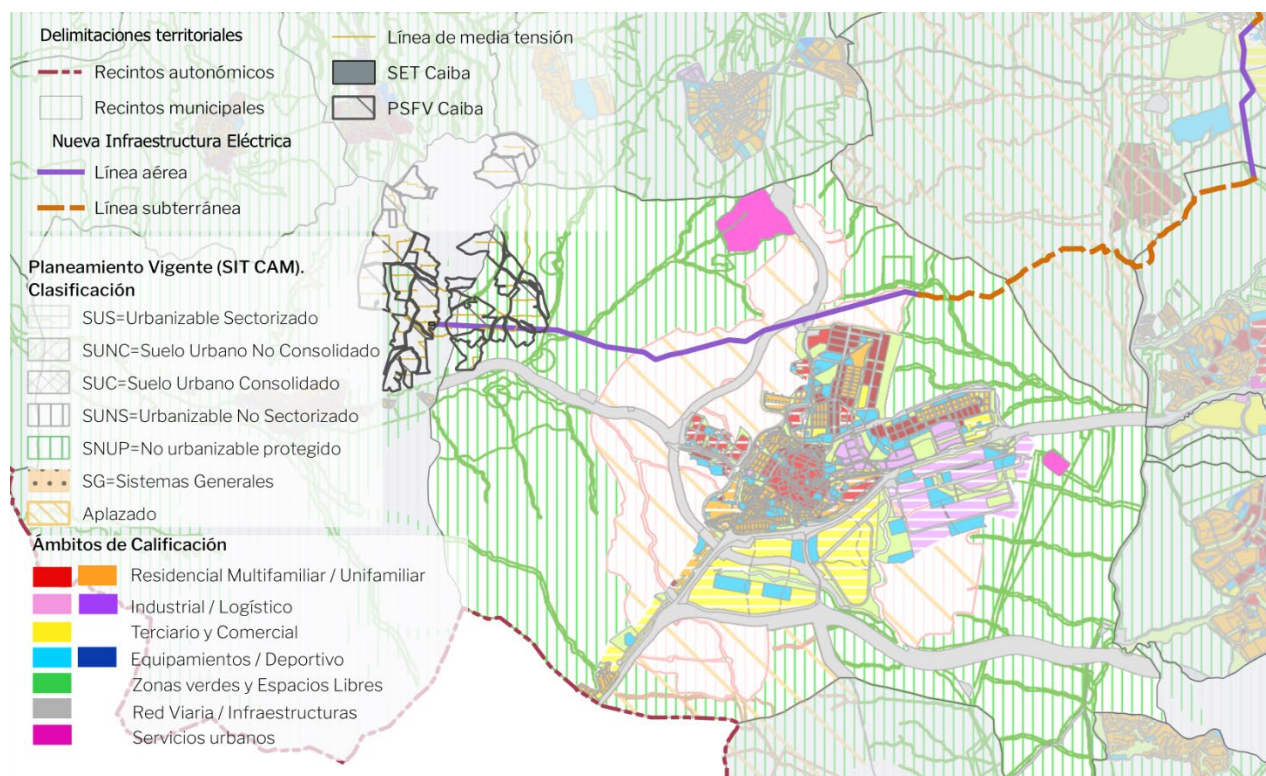 Delimitaciones territoriales
Recintos autonómicos
Recintos municipales
Nueva Infraestructura Eléctrica
Línea aérea
Línea subterránea
Línea de media tensión
SET Caiba
PSFV Caiba
Planeamiento Vigente (SIT CAM).
Clasificación
SUS=Urbanizable Sectorizado
SUNC=Suelo Urbano No Consolidado
SUC=Suelo Urbano Consolidado
SUNS=Urbanizable No Sectorizado
SNUP=No urbanizable protegido
SG=Sistemas Generales
Aplazado
Ámbitos de Calificación
Residencial Multifamiliar / Unifamiliar
Industrial / Logístico
Terciario y Comercial
Equipamientos / Deportivo
Zonas verdes y Espacios Libres
Red Viaria / Infraestructuras
Servicios urbanos